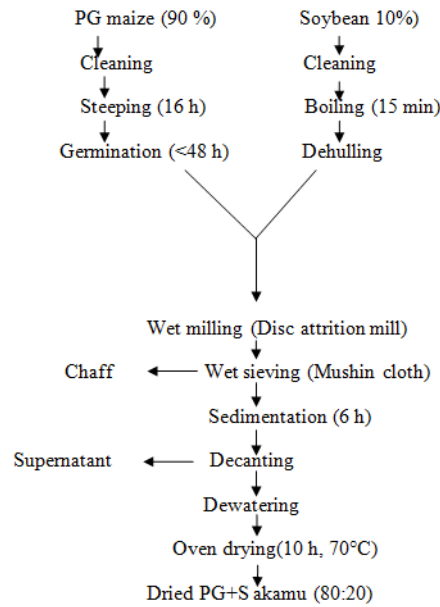 PG maize (90 %)
Soybean 10%)
Cleaning
Cleaning
Steeping (16 h)
Boiling (15 min)
Germination (<48 h)
Dehulling
Wet milling (Disc attrition mill)
Chaff
Wet sieving (Mushin cloth)
Sedimentation (6 h)
Supernatant
Decanting
Dewatering
Oven drying(10 h, 70°C)
Dried PG+S akamu (80:20)